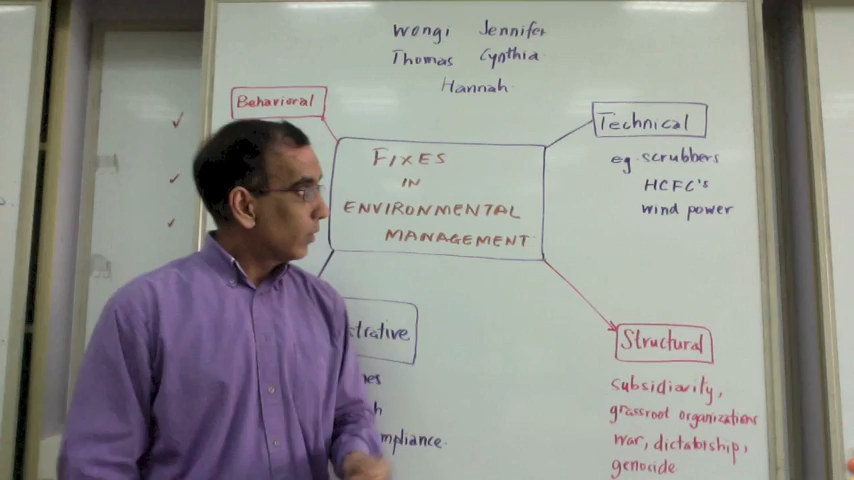 Wongi Jennifer
Thomas Cynthia
Hannah
Behavioral
Technical
eg. scrubbers
HCFC's
wind power
FIXES
IN
ENVIRONMENTAL
MANAGEMENT
trative
mpliance
Structural
subsidiarity,
grassroot organizations
war, dictatorship,
genocide